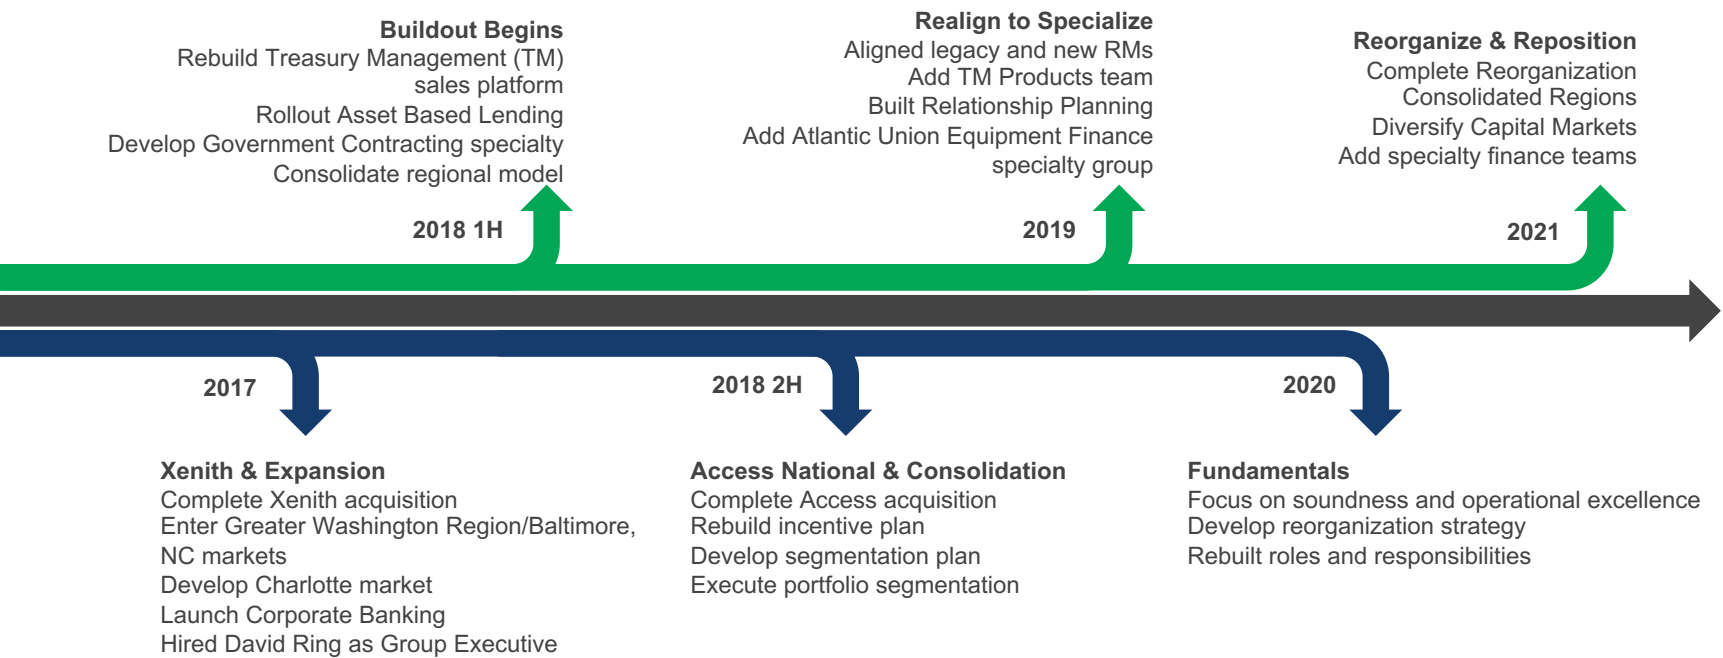 Buildout Begins
Rebuild Treasury Management (TM)
sales platform
Rollout Asset Based Lending
Develop Government Contracting specialty
Consolidate regional model
2018 1H
Realign to Specialize
Aligned legacy and new RMs
Add TM Products team
Built Relationship Planning
Add Atlantic Union Equipment Finance
specialty group
2019
Reorganize & Reposition
Complete Reorganization
Consolidated Regions
Diversify Capital Markets
Add specialty finance teams
2021
2017
Xenith & Expansion
Complete Xenith acquisition
Enter Greater Washington Region/Baltimore,
NC markets
Develop Charlotte market
Launch Corporate Banking
Hired David Ring as Group Executive
2018 2H
Access National & Consolidation
Complete Access acquisition
Rebuild incentive plan
Develop segmentation plan
Execute portfolio segmentation
2020
Fundamentals
Focus on soundness and operational excellence
Develop reorganization strategy
Rebuilt roles and responsibilities